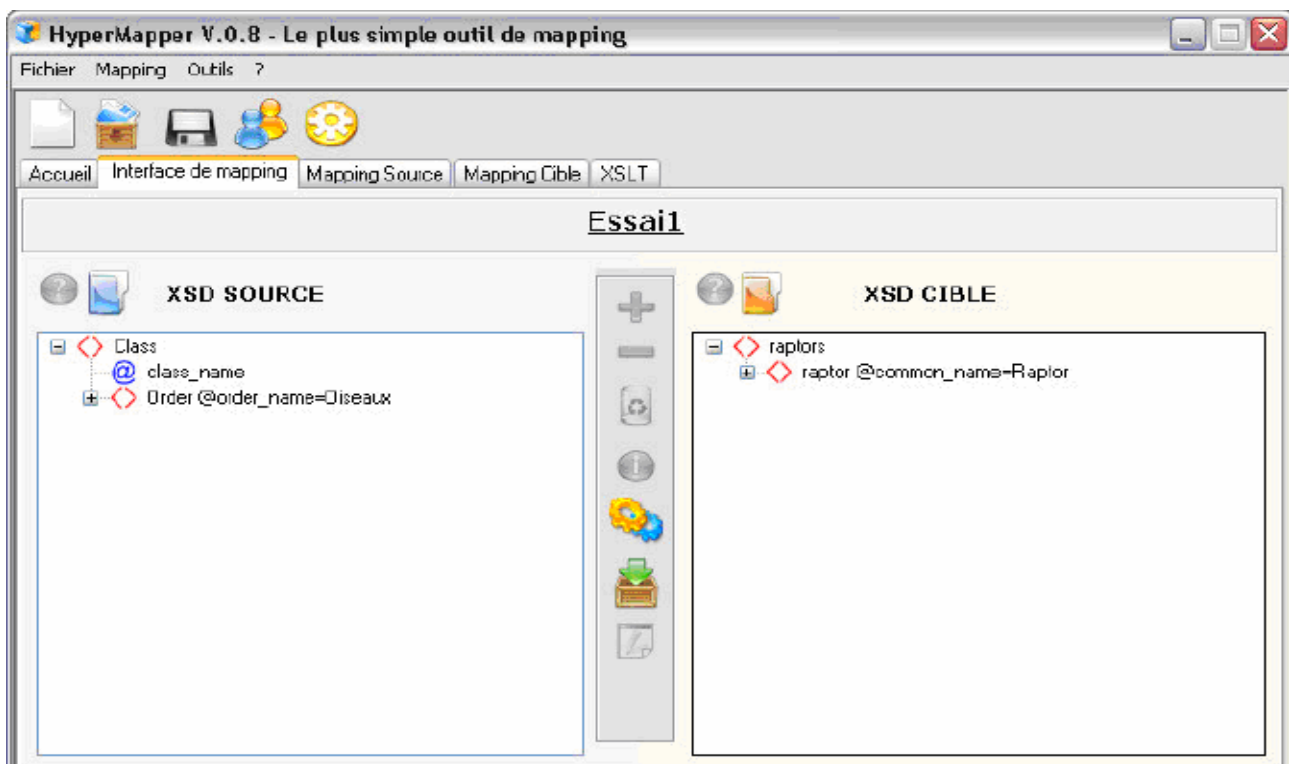 HyperMapper V.0.8 - Le plus simple outil de mapping
Fichier Mapping Outils ?
Accueil Interface de mapping Mapping Source Mapping Cible XSLT
Essai1
XSD SOURCE
XSD CIBLE
Class
@ class_name
Order @order_name=Oiseaux
raptors
raptor @common_name=Raptor